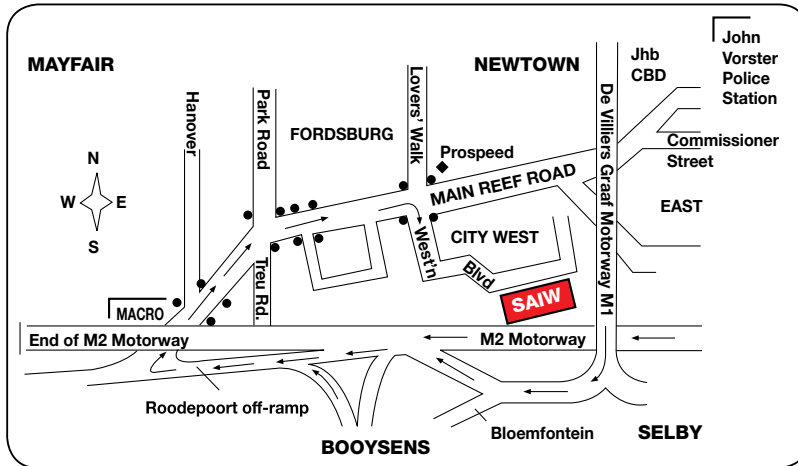 MAYFAIR
Hanover
Park Road
FORDSBURG
Lovers' Walk
NEWTOWN
De Villiers Graaf Motorway M1
Jhb
CBD
John
Vorster
Police
Station
Commissioner
Street
Prospeed
MAIN REEF ROAD
EAST
N
W E
S
CITY WEST
West'n
Blvd
SAIW
Treu Rd.
MACRO
End of M2 Motorway
M2 Motorway
Roodepoort off-ramp
Bloemfontein
BOOYSENS
SELBY